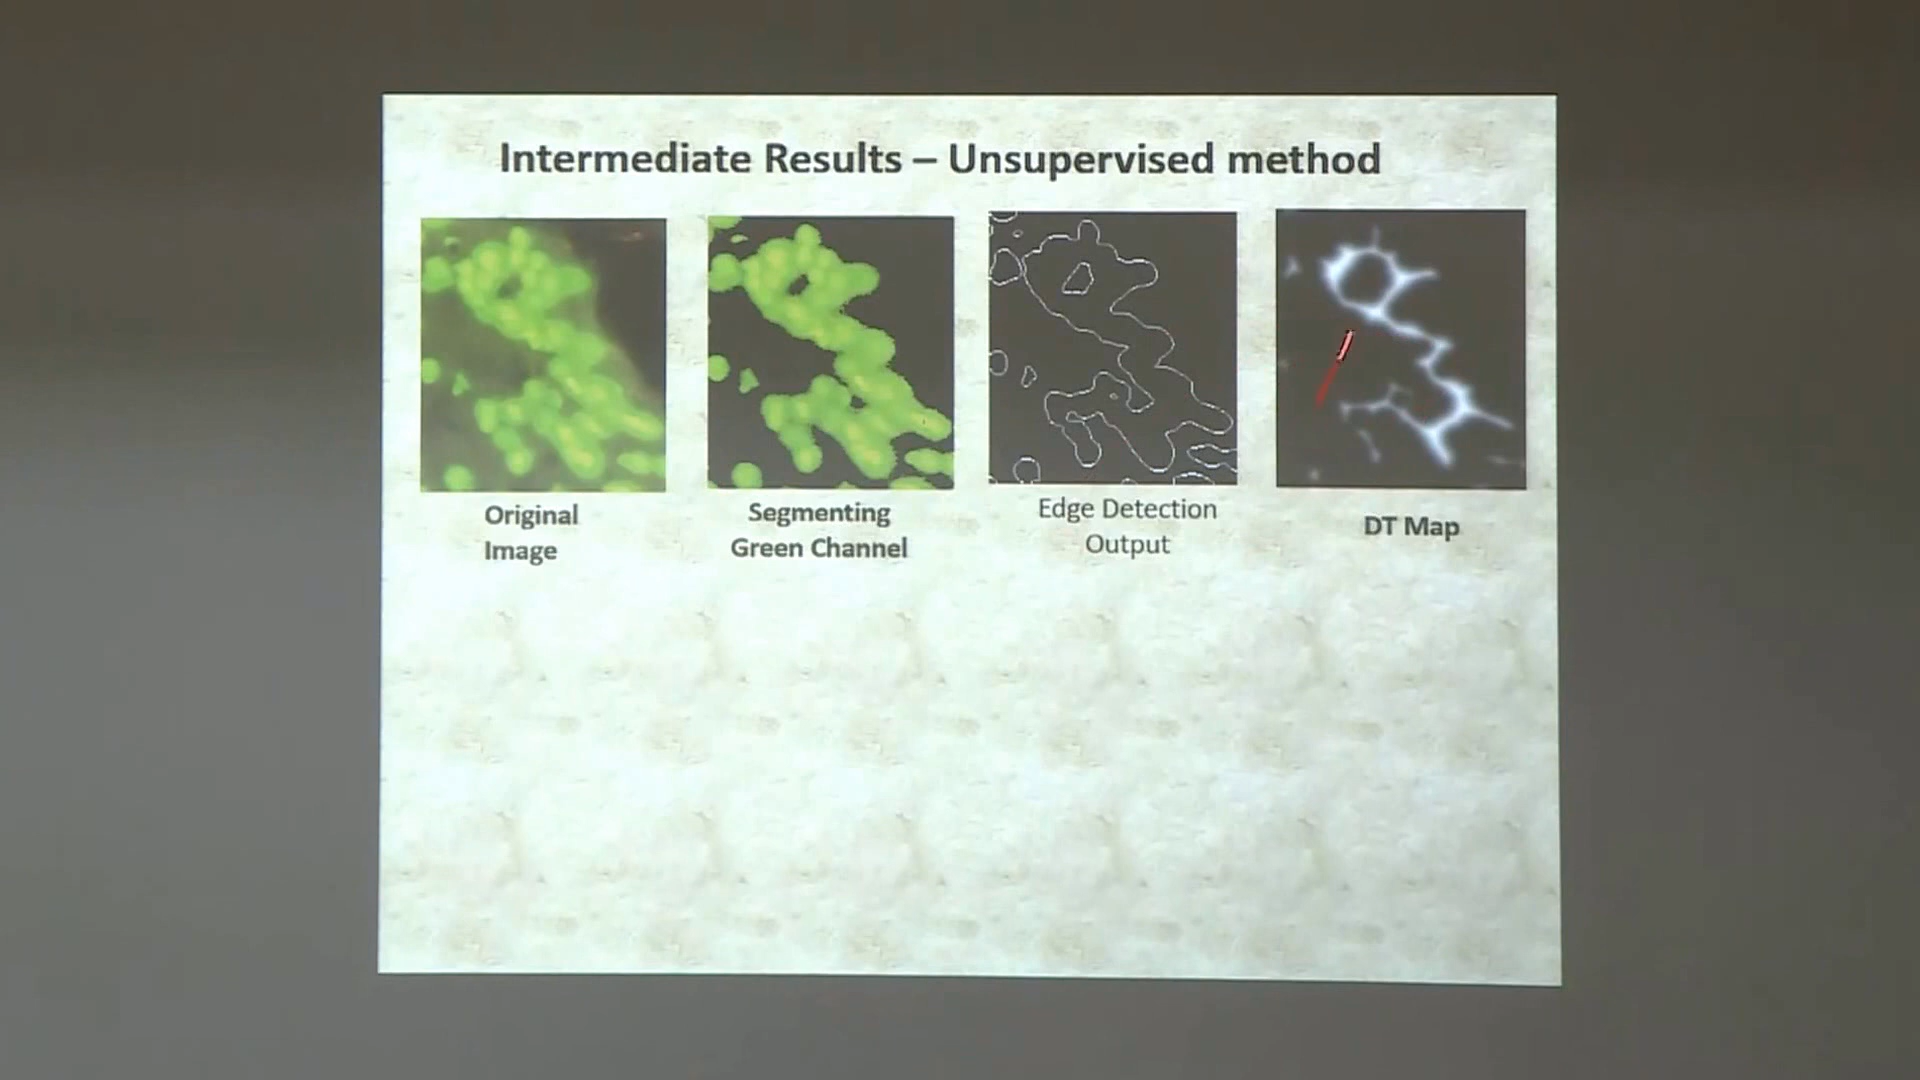 Intermediate Results – Unsupervised method
Original
Image
Segmenting
Green Channel
Edge Detection
Output
DT Map